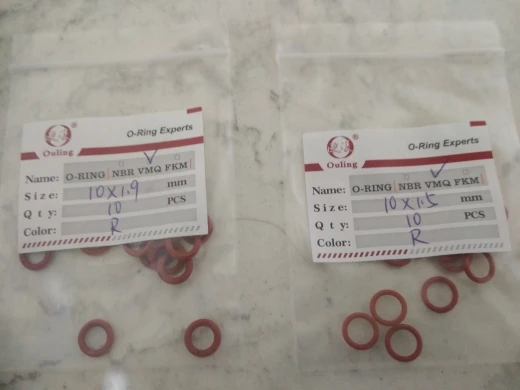 O-Ring Experts
Ouling
Name: O-RING NBR VMQ FKM
Size: 10X1.9 mm
Qty: 10 PCS
Color: R
O-Ring Experts
Ouling
Name: O-RING NBR VMQ FKM
Size: 10X1.5 mm
Qty: 10 PCS
Color: R